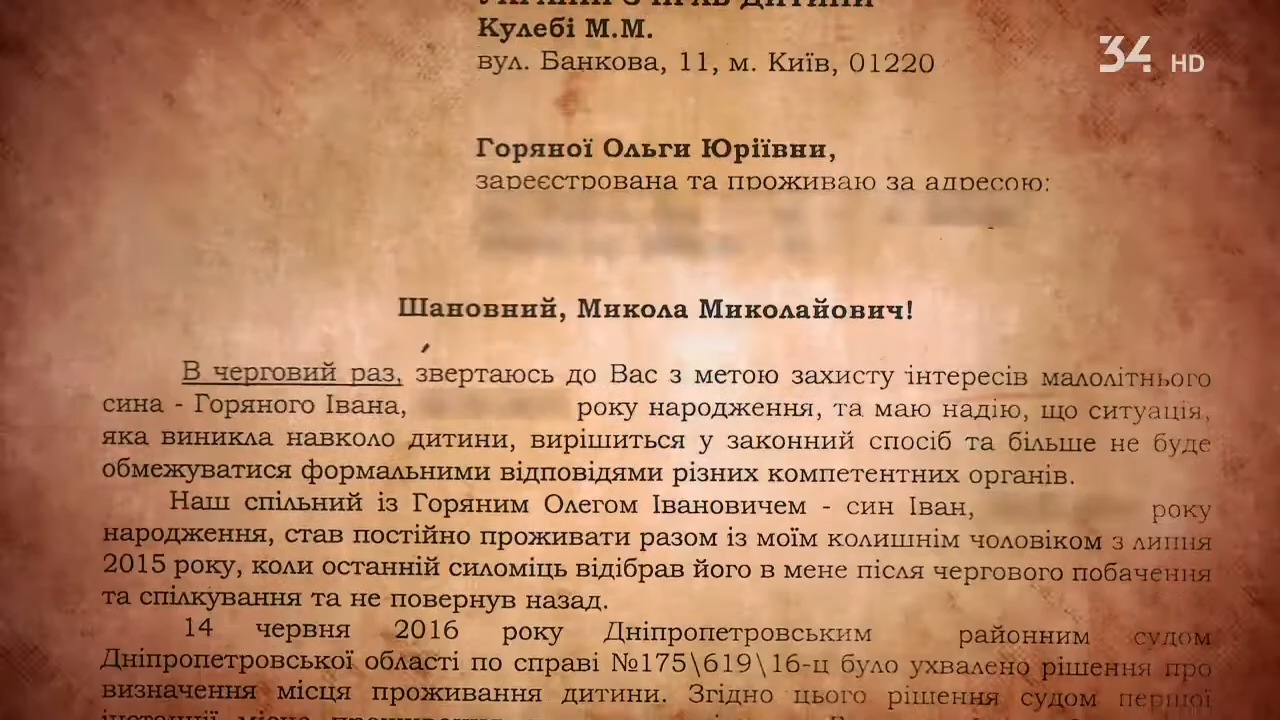 УКРАЇНИ З ПРАВ ДИТИНИ
Кулебі М.М.
вул. Банкова, 11, м. Київ, 01220
34 HD
Горяної Ольги Юріївни,
зареєстрована та проживаю за адресою:
Шановний, Микола Миколайович!
В черговий раз, звертаюсь до Вас з метою захисту інтересів малолітнього
сина - Горяного Івана, року народження, та маю надію, що ситуація,
яка виникла навколо дитини, вирішиться у законний спосіб та більше не буде
обмежуватися формальними відповідями різних компетентних органів.
Наш спільний із Горяним Олегом Івановичем - син Іван, року
народження, став постійно проживати разом із моїм колишнім чоловіком з липня
2015 року, коли останній силоміць відібрав його в мене після чергового побачення
та спілкування та не повернув назад.
14 червня 2016 року Дніпропетровським районним судом
Дніпропетровської області по справі №175\619\16-ц було ухвалено рішення про
визначення місця проживання дитини. Згідно цього рішення судом першої